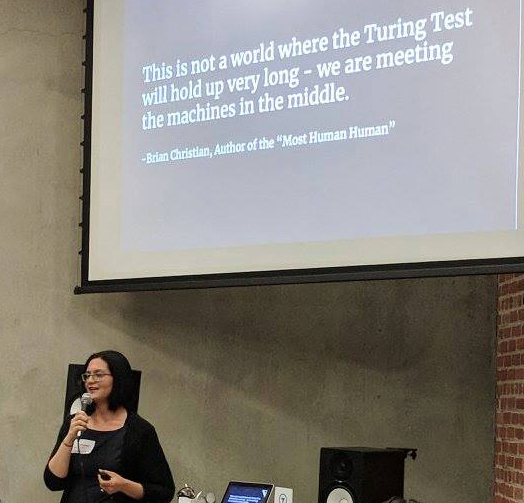 This is not a world where the Turing Test
will hold up very long – we are meeting
the machines in the middle.
–Brian Christian, Author of the “Most Human Human”